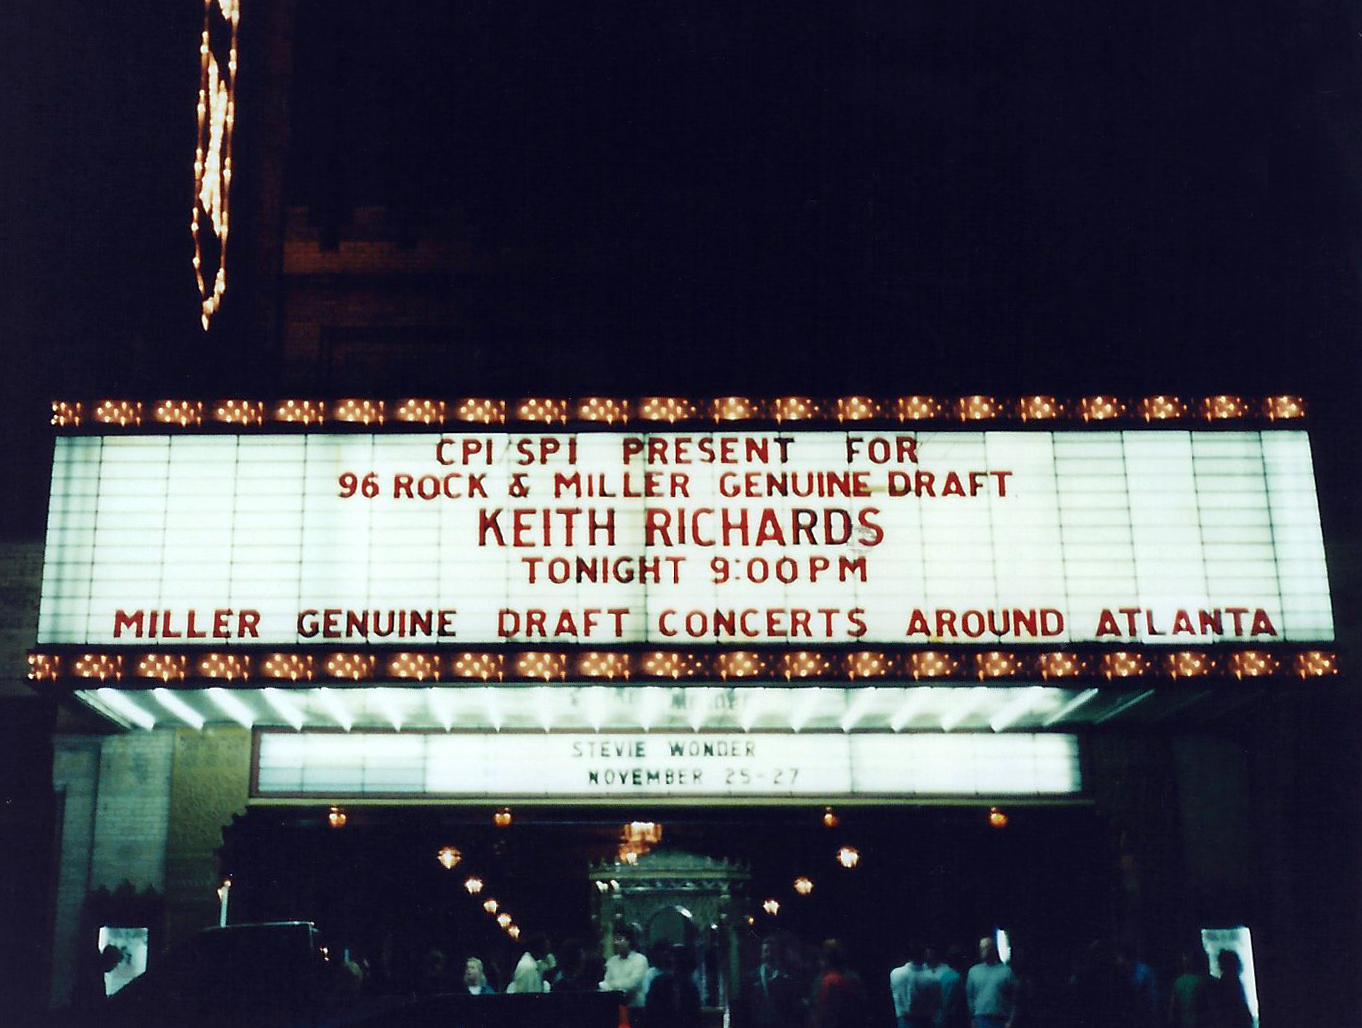 CPI/SPI PRESENT FOR
96 ROCK & MILLER GENUINE DRAFT
KEITH RICHARDS
TONIGHT 9:00PM
MILLER GENUINE DRAFT CONCERTS AROUND ATLANTA
STEVIE WONDER
NOVEMBER 25-27